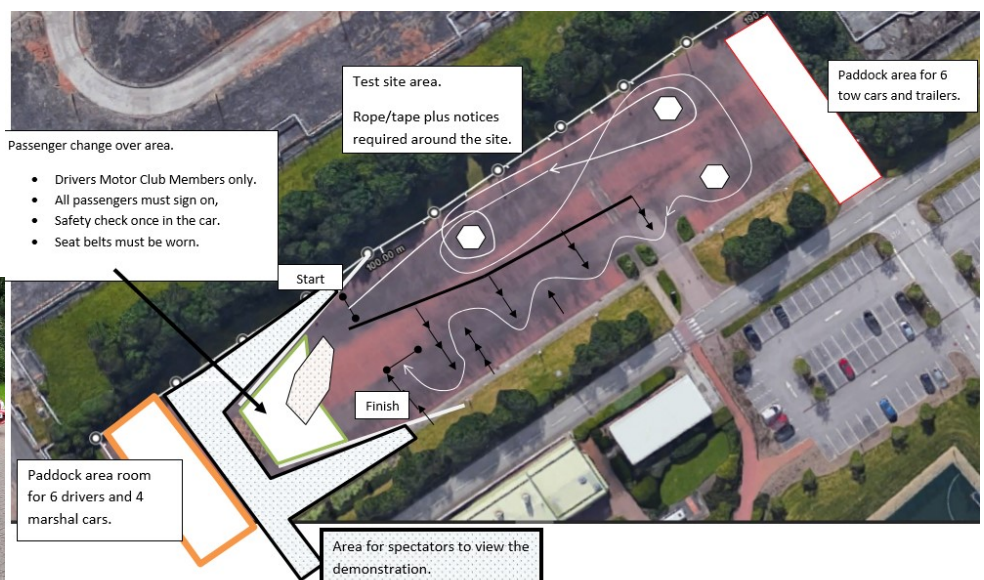 Test site area.
Rope/tape plus notices
required around the site.
Paddock area for 6
tow cars and trailers.
Passenger change over area.
• Drivers Motor Club Members only.
• All passengers must sign on,
• Safety check once in the car.
• Seat belts must be worn.
190.
100.00 m
Start
Finish
Paddock area room
for 6 drivers and 4
marshal cars.
Area for spectators to view the
demonstration.